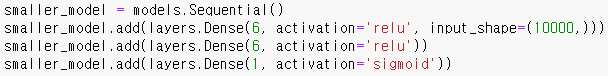 smaller_model = models.Sequential()
smaller_model.add(layers.Dense(6, activation='relu', input_shape=(10000,)))
smaller_model.add(layers.Dense(6, activation='relu'))
smaller_model.add(layers.Dense(1, activation='sigmoid'))